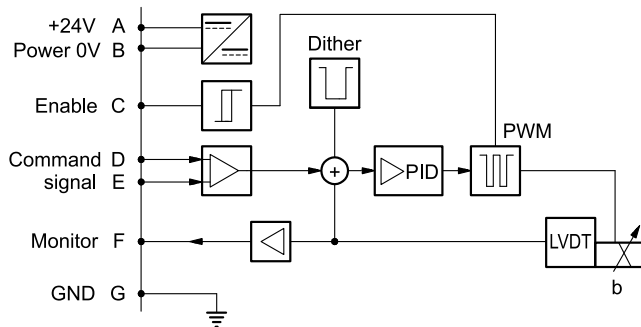 +24V A
Power 0V B
Dither
Enable C
PWM
Command D
signal E
PID
Monitor F
LVDT
b
GND G